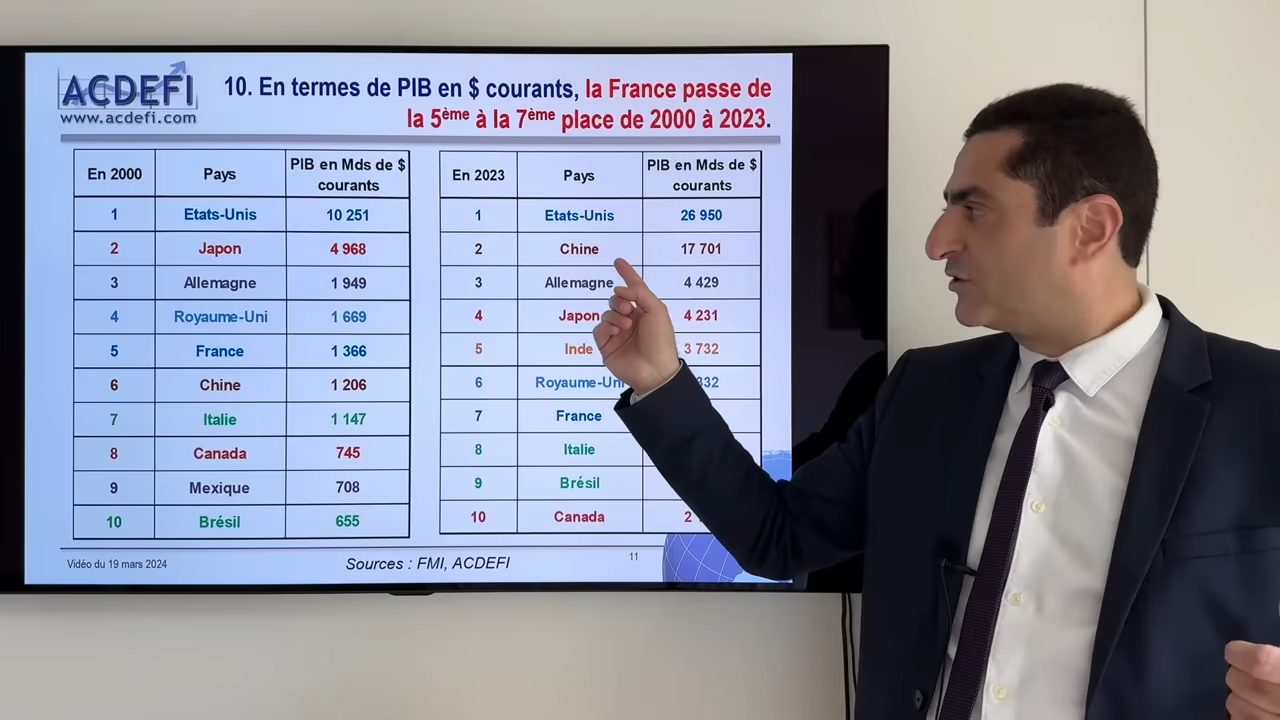 ACDEFI
www.acdefi.com
10. En termes de PIB en $ courants, la France passe de
la 5ème à la 7ème place de 2000 à 2023.
En 2000 Pays PIB en Mds de $ courants
1 Etats-Unis 10 251
2 Japon 4 968
3 Allemagne 1 949
4 Royaume-Uni 1 669
5 France 1 366
6 Chine 1 206
7 Italie 1 147
8 Canada 745
9 Mexique 708
10 Brésil 655
En 2023 Pays PIB en Mds de $ courants
1 Etats-Unis 26 950
2 Chine 17 701
3 Allemagne 4 429
4 Japon 4 231
5 Inde 3 732
6 Royaume-Uni 332
7 France
8 Italie
9 Brésil
10 Canada 2
Vidéo du 19 mars 2024
Sources : FMI, ACDEFI
11